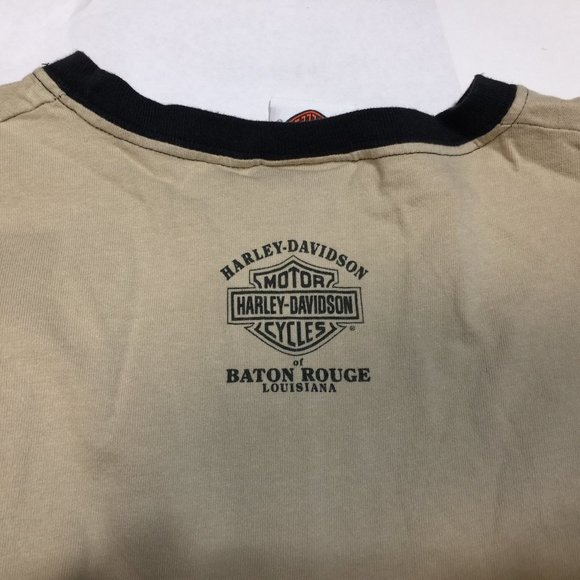 HARLEY-DAVIDSON
MOTOR
HARLEY-DAVIDSON
CYCLES
®
of
BATON ROUGE
LOUISIANA